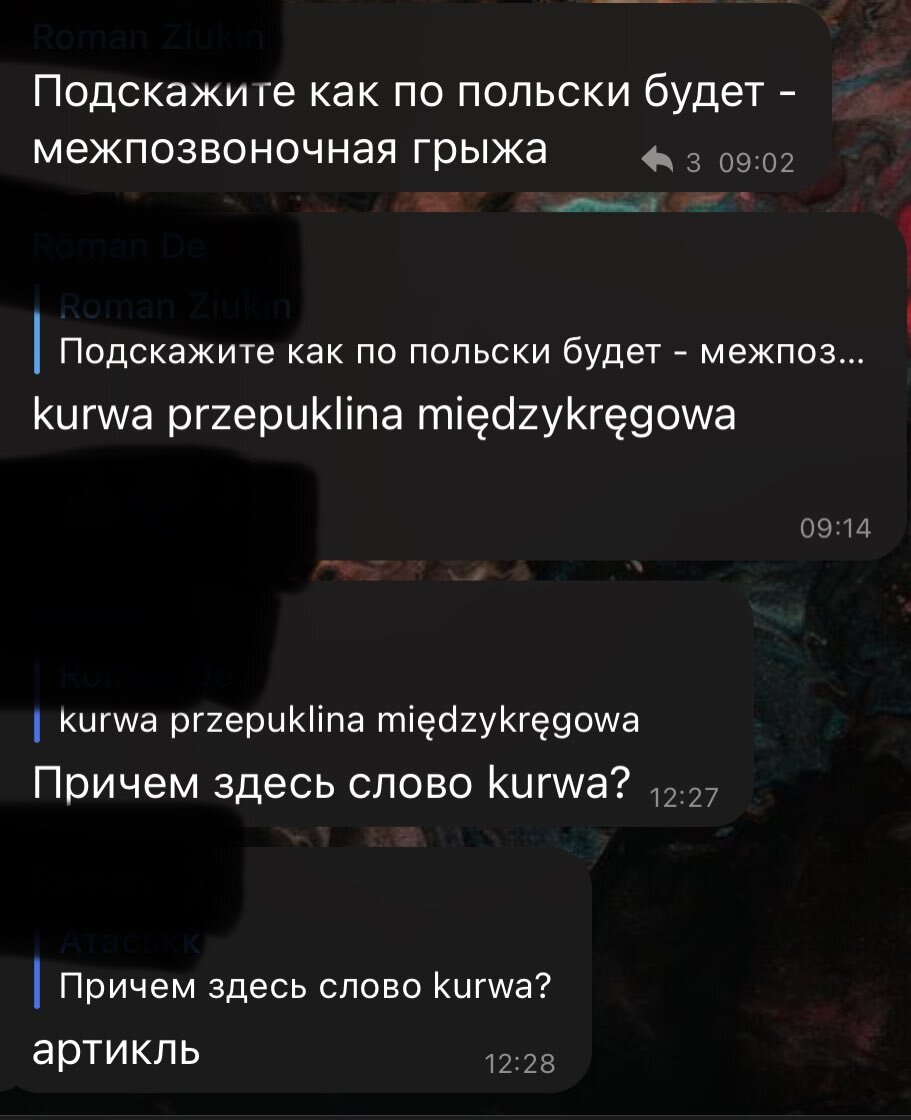 Roman Ziukin
Подскажите как по польски будет -
межпозвоночная грыжа
3 09:02
Roman De
Roman Ziukin
Подскажите как по польски будет - межпоз...
kurwa przepuklina międzykręgowa
09:14
kurwa przepuklina międzykręgowa
Причем здесь слово kurwa?
12:27
Атаськк
Причем здесь слово kurwa?
артикль
12:28